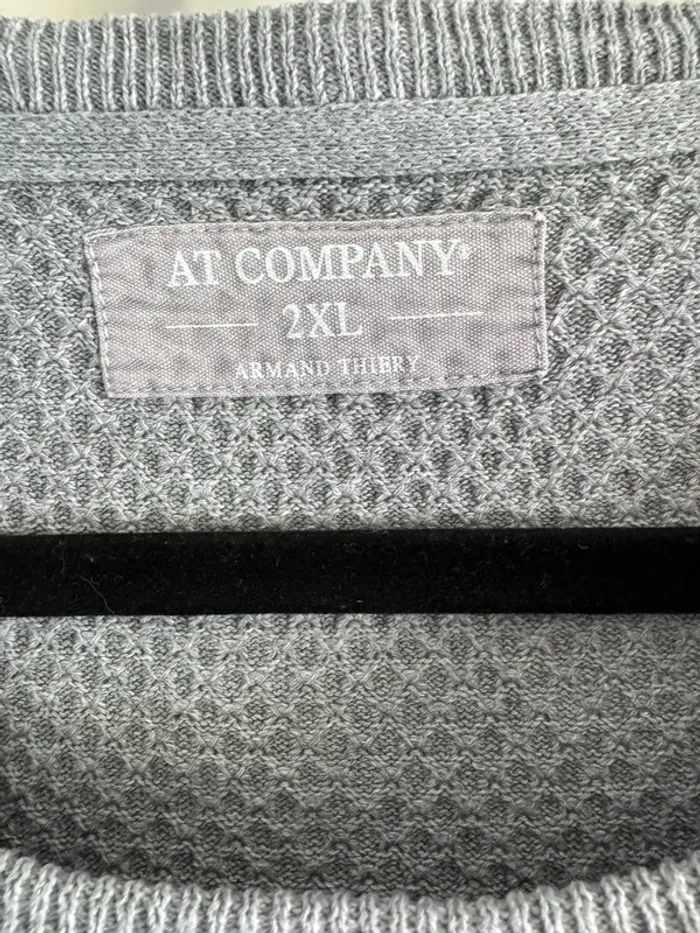 AT COMPANY®
2XL
ARMAND THIERY